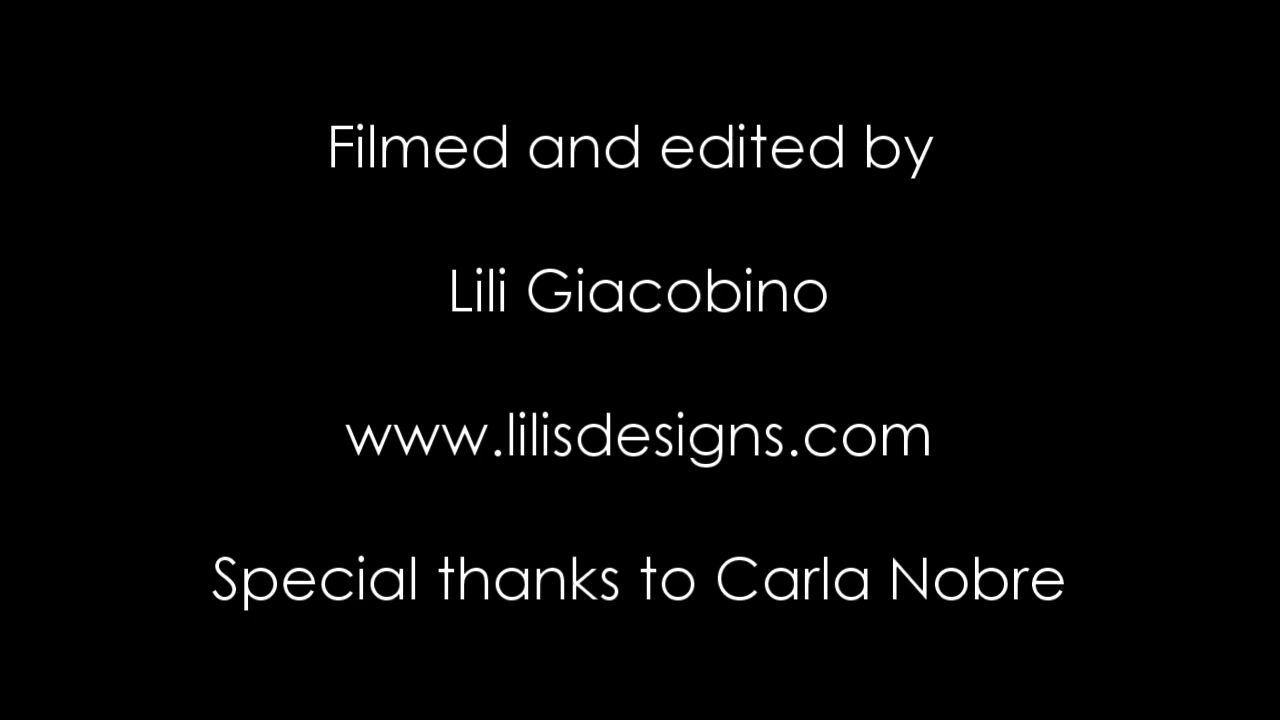 Filmed and edited by
Lili Giacobino
www.lilisdesigns.com
Special thanks to Carla Nobre